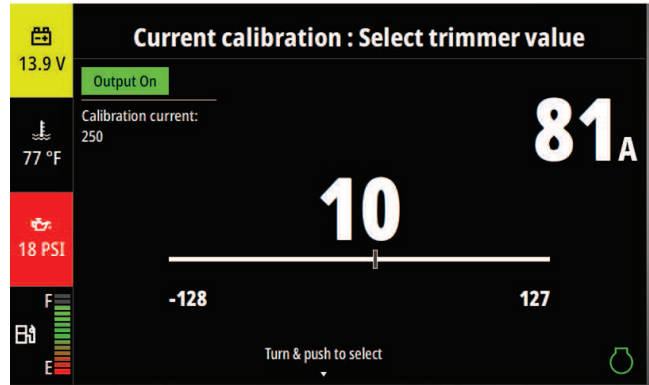 Current calibration : Select trimmer value
13.9 V
Output On
Calibration current:
250
81A
77 °F
10
18 PSI
-128
127
F
E
Turn & push to select